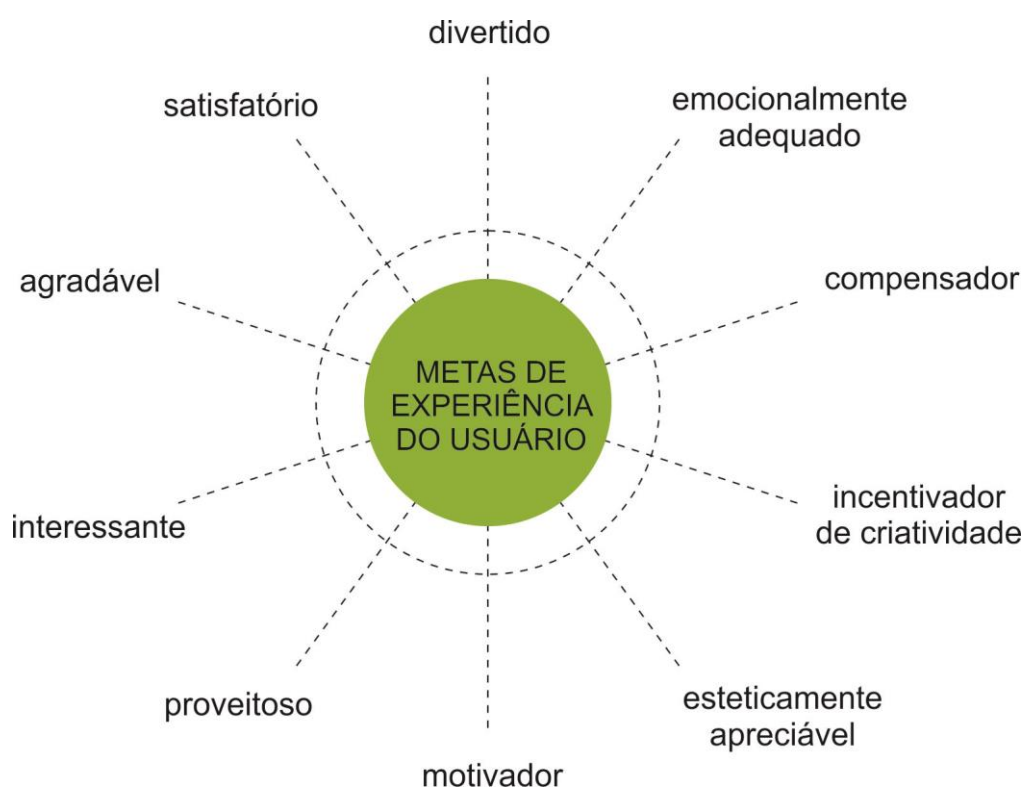 divertido
satisfatório
emocionalmente
adequado
agradável
compensador
METAS DE
EXPERIÊNCIA
DO USUÁRIO
interessante
incentivador
de criatividade
proveitoso
esteticamente
apreciável
motivador